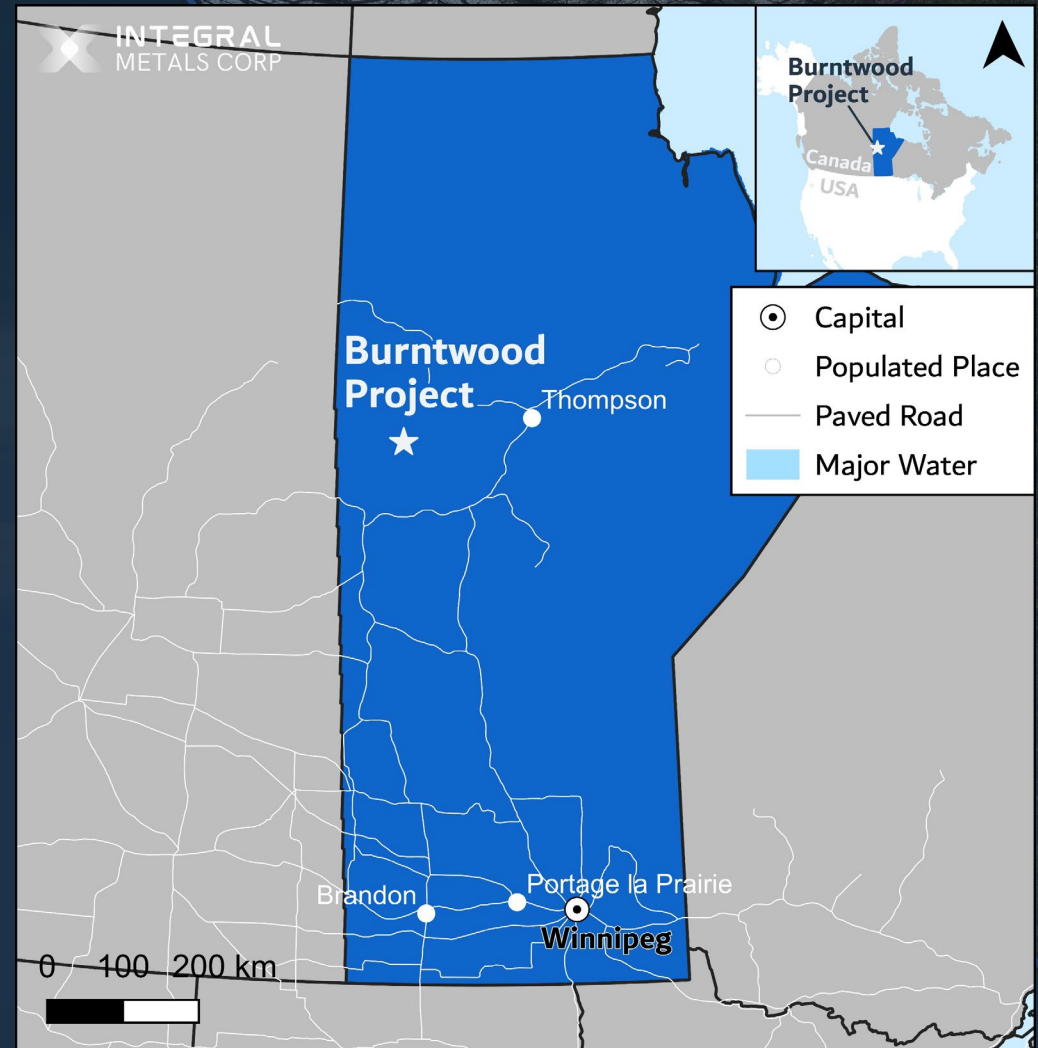 INTEGRAL
METALS CORP
Burntwood
Project
Canada
USA
Capital
Populated Place
Paved Road
Major Water
Burntwood
Project
Thompson
Brandon
Portage la Prairie
Winnipeg
0 100 200 km